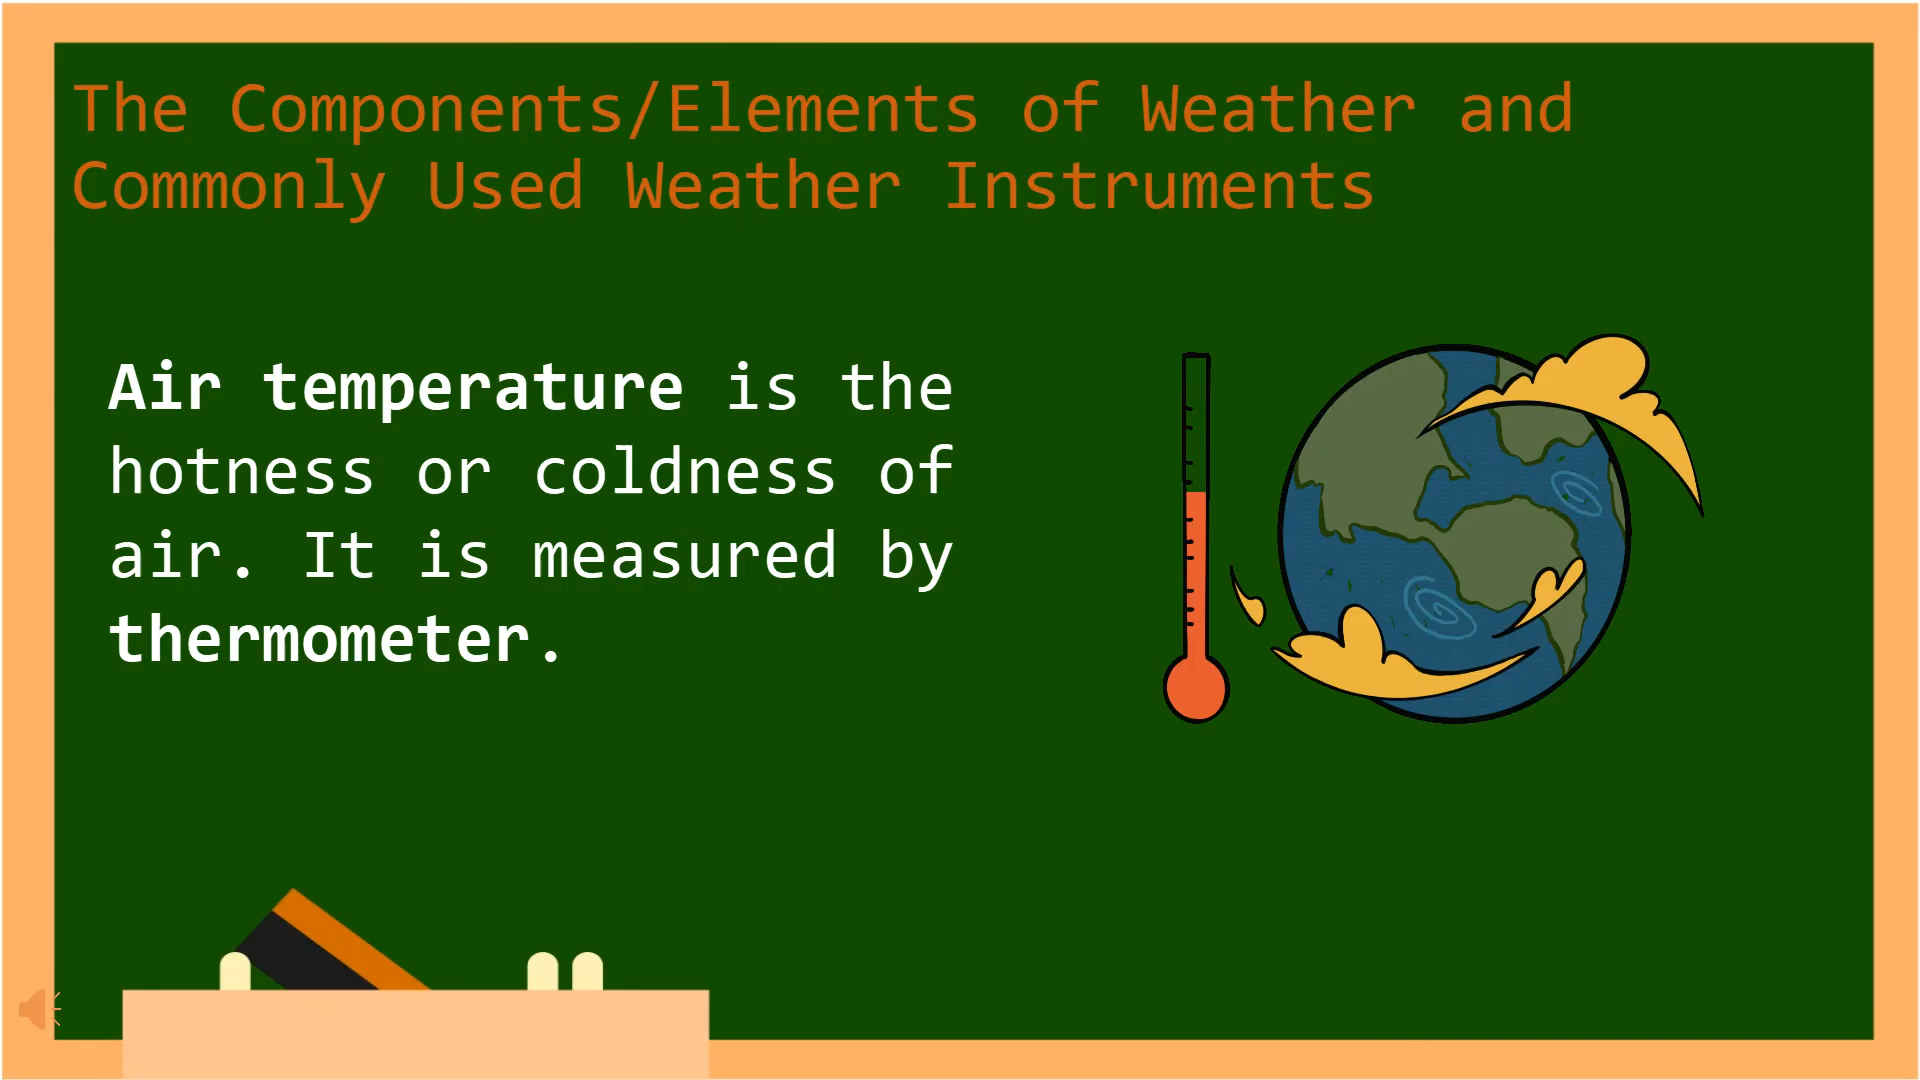 The Components/Elements of Weather and
Commonly Used Weather Instruments
Air temperature is the
hotness or coldness of
air. It is measured by
thermometer.